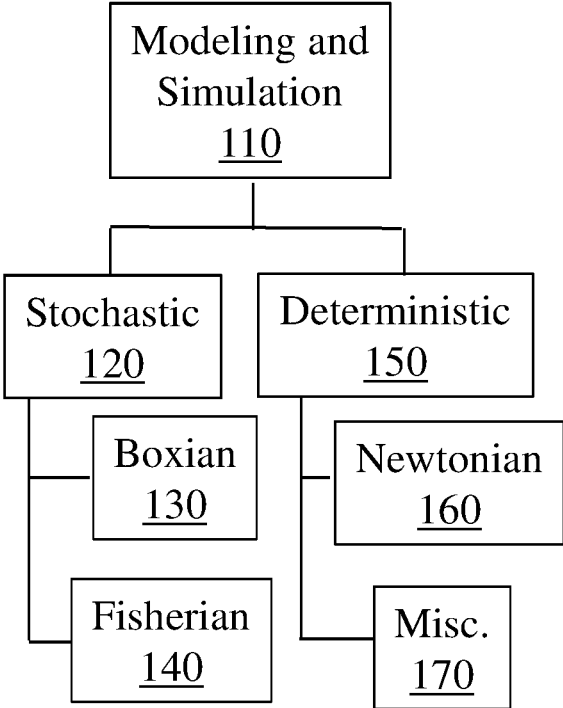 Modeling and
Simulation
110
Stochastic
120
Deterministic
150
Boxian
130
Newtonian
160
Fisherian
140
Misc.
170